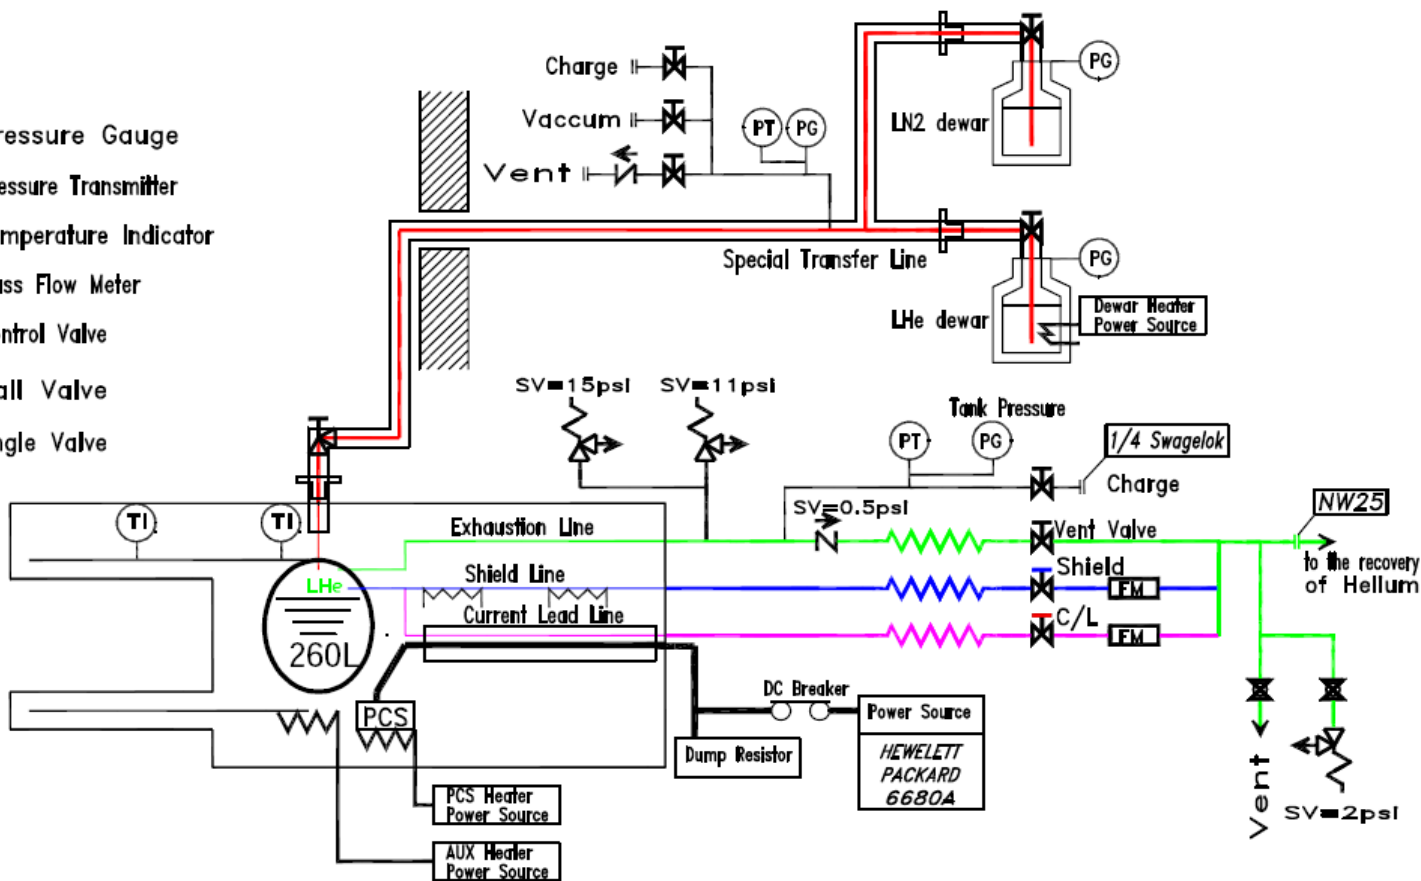 PG
Charge
LN2 dewar
Vaccum
PT
PG
ressure Gauge
Vent
essure Transmitter
mperature Indicator
PG
Special Transfer Line
ass Flow Meter
Dewar Heater
Power Source
LHe dewar
ontrol Valve
all Valve
SV=15psi
SV=11psi
Tank Pressure
ngle Valve
PT
PG
1/4 Swagelok
Charge
TI
TI
SV=0.5psi
NW25
Exhaustion Line
Vent Valve
to the recovery
of Helium
LHe
Shield Line
Shield
FM
Current Lead Line
C/L
FM
260L
DC Breaker
PCS
Power Source
Dump Resistor
HEWELETT
PACKARD
6680A
Vent
SV=2psi
PCS Heater
Power Source
AUX Heater
Power Source